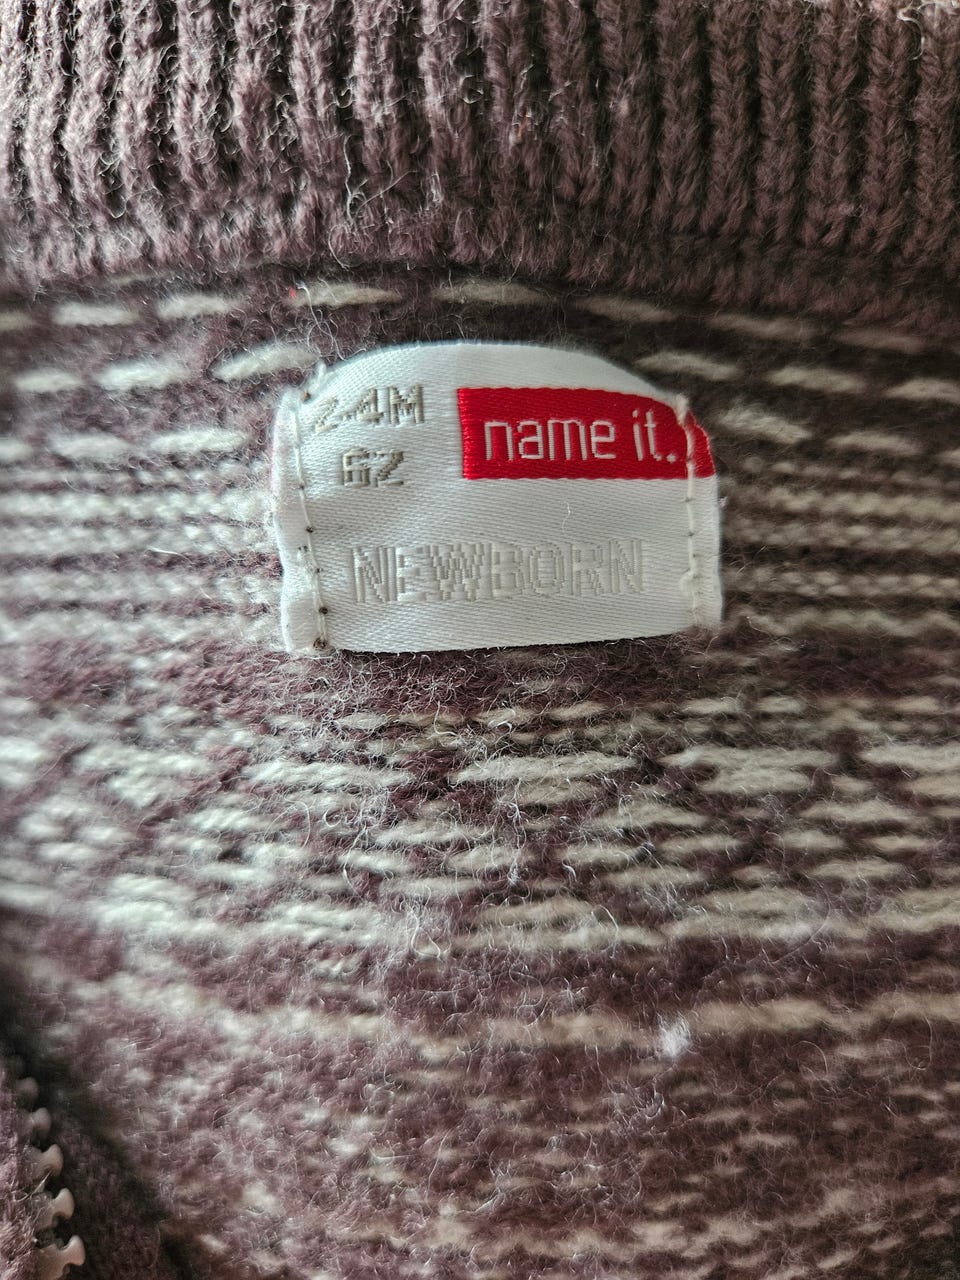 2-4M
62
name it.
NEWBORN